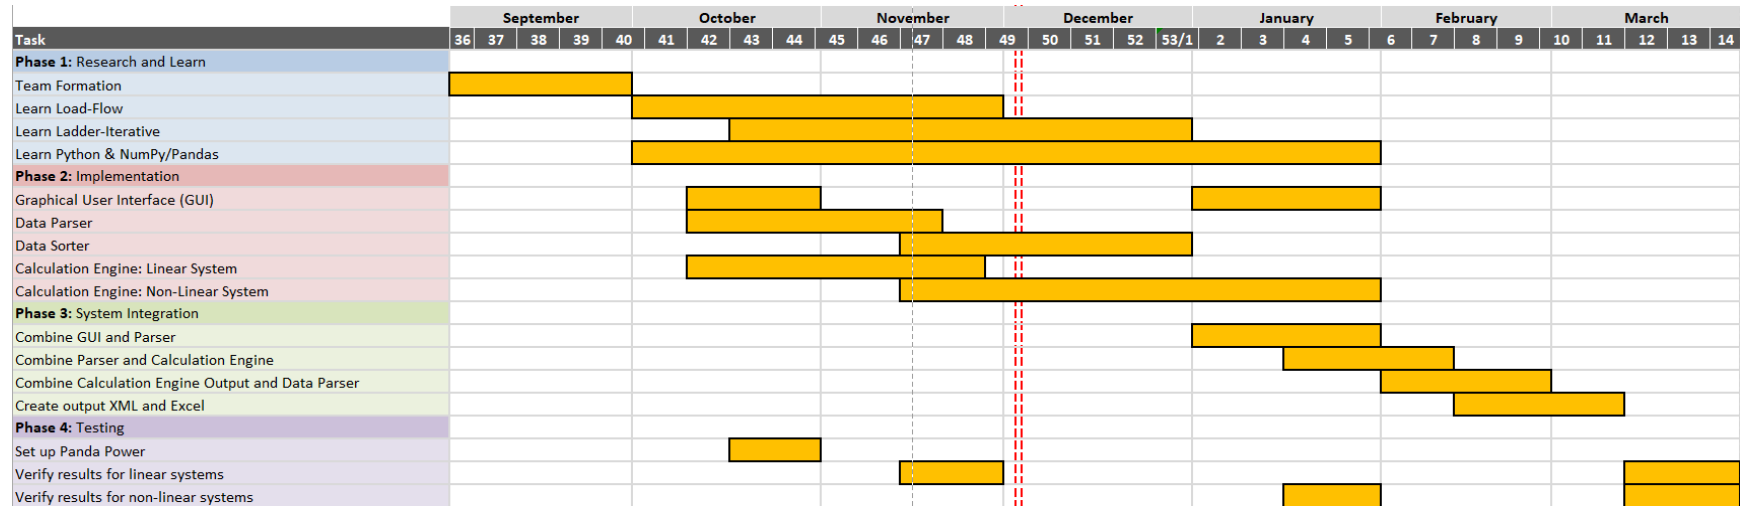 September October November December January February March
Task 36 37 38 39 40 41 42 43 44 45 46 47 48 49 50 51 52 53/1 2 3 4 5 6 7 8 9 10 11 12 13 14
Phase 1: Research and Learn
Team Formation
Learn Load-Flow
Learn Ladder-Iterative
Learn Python & NumPy/Pandas
Phase 2: Implementation
Graphical User Interface (GUI)
Data Parser
Data Sorter
Calculation Engine: Linear System
Calculation Engine: Non-Linear System
Phase 3: System Integration
Combine GUI and Parser
Combine Parser and Calculation Engine
Combine Calculation Engine Output and Data Parser
Create output XML and Excel
Phase 4: Testing
Set up Panda Power
Verify results for linear systems
Verify results for non-linear systems